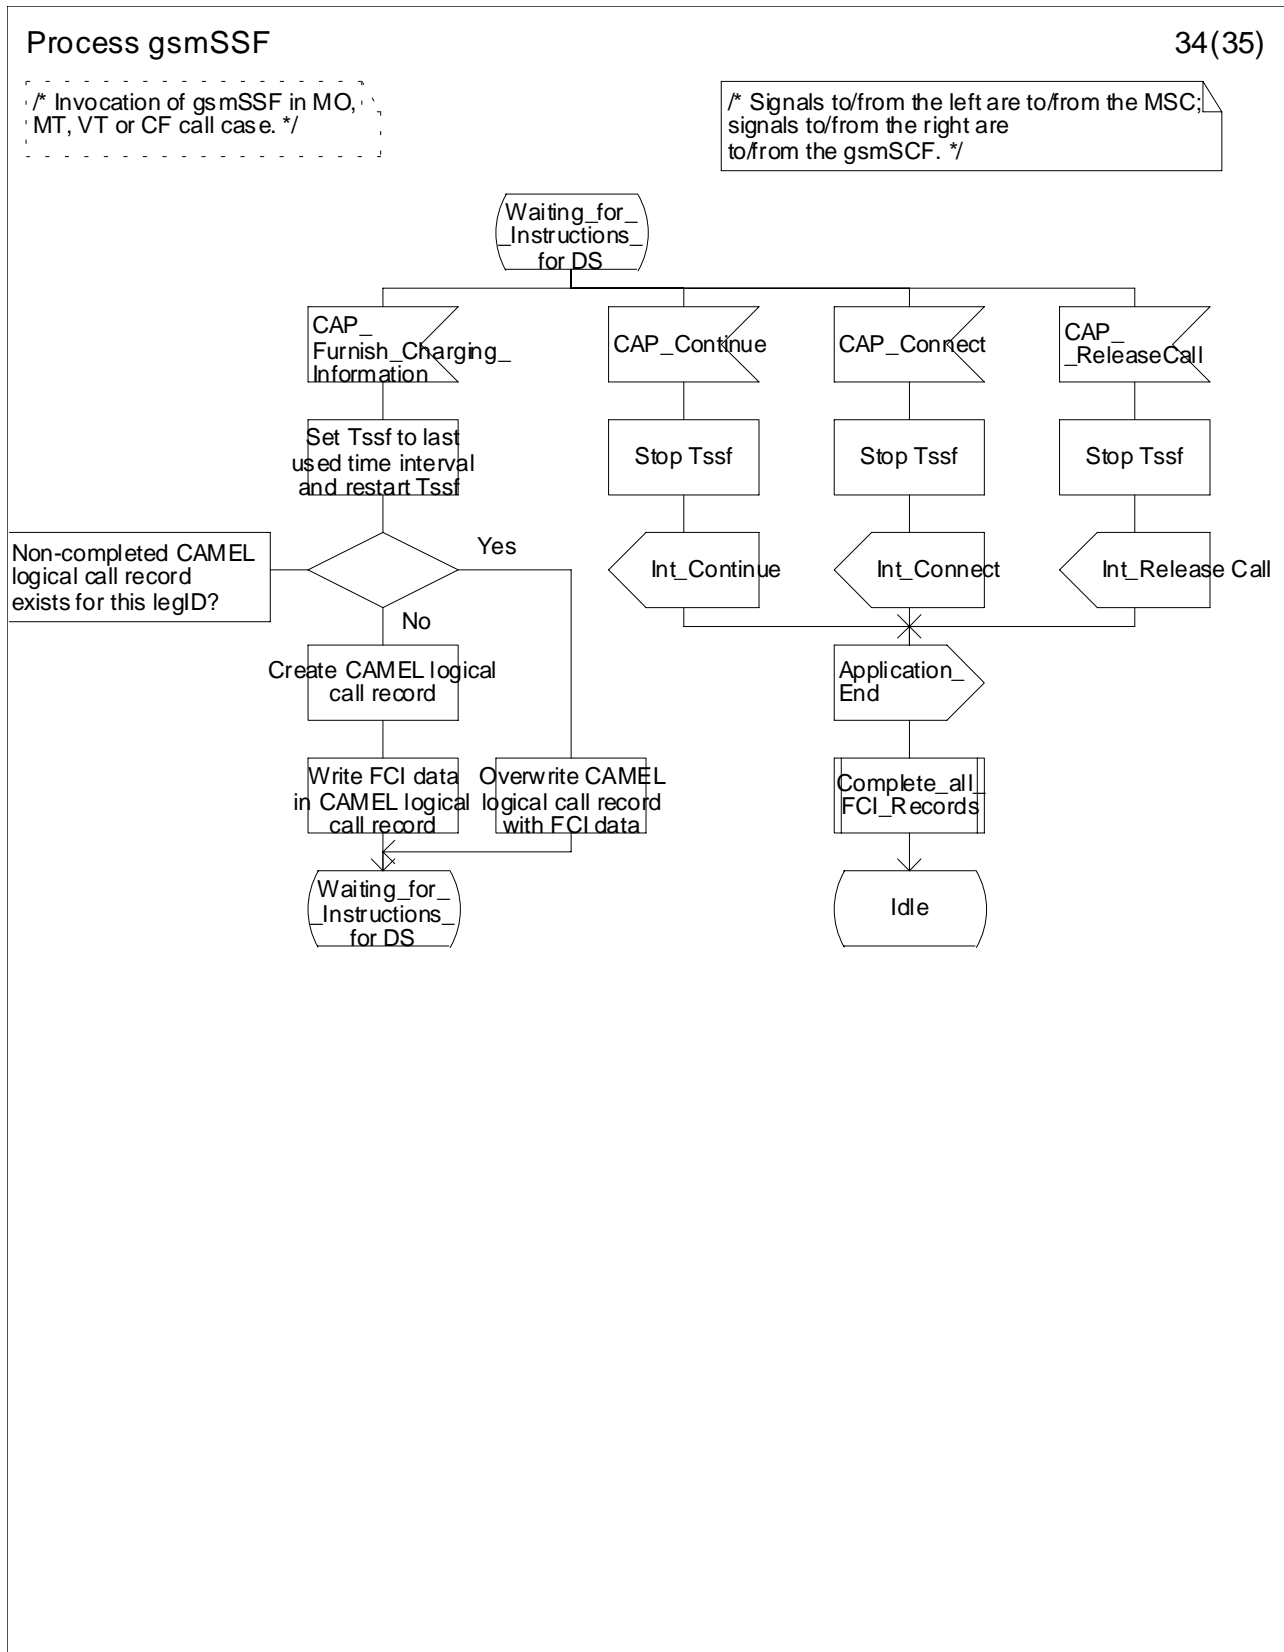 Process gsmSSF
34(35)
/* Invocation of gsmSSF in MO,
MT, VT or CF call case. */
/* Signals to/from the left are to/from the MSC;
signals to/from the right are
to/from the gsmSCF. */
Waiting_for_
_Instructions_
for DS
CAP_
Furnish_Charging_
Information
CAP_Continue
CAP_Connect
CAP_
_ReleaseCall
Set Tssf to last
used time interval
and restart Tssf
Stop Tssf
Stop Tssf
Stop Tssf
Non-completed CAMEL
logical call record
exists for this legID?
Yes
No
Int_Continue
Int_Connect
Int_Release Call
Create CAMEL logical
call record
Application_
End
Write FCI data
in CAMEL logical
call record
Overwrite CAMEL
logical call record
with FCI data
Complete_all_
FCI_Records
Waiting_for_
_Instructions_
for DS
Idle